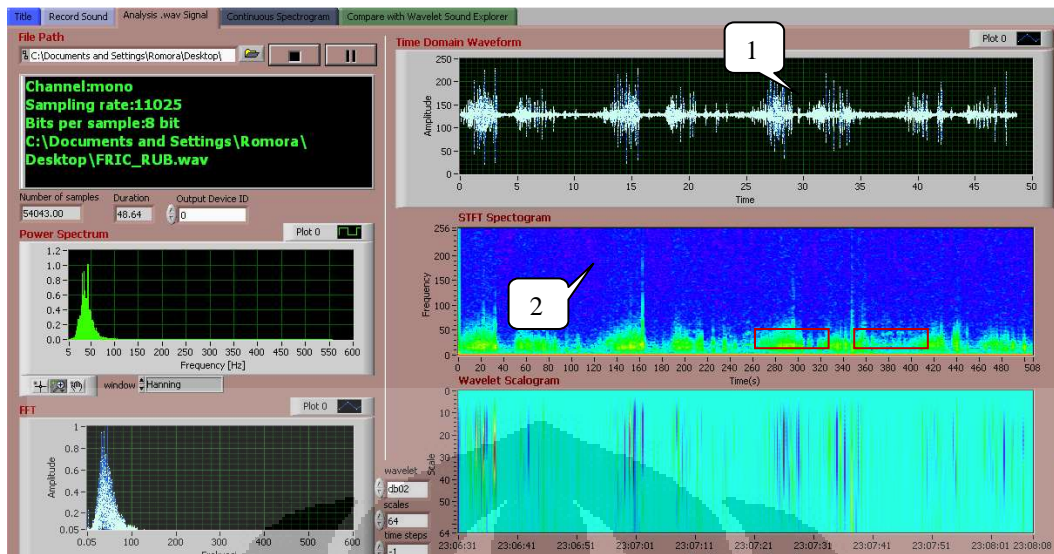 Title Record Sound Analysis .wav Signal Continuous Spectrogram Compare with Wavelet Sound Explorer
File Path
C:\Documents and Settings\Romora\Desktop\
Channel:mono
Sampling rate:11025
Bits per sample:8 bit
C:\Documents and Settings\Romora\
Desktop\FRIC_RUB.wav
Number of samples Duration Output Device ID
54043.00 48.64 0
Power Spectrum Plot 0
1.2
1.0
0.8
0.6
0.4
0.2
0.0
5 50 100 150 200 250 300 350 400 450 500 550 600
Frequency [Hz]
window Hanning
FFT Plot 0
Amplitude
1
0.8
0.6
0.4
0.2
0.05
0.05 100 200 300 400 500 600
wavelet
db02
scales
64
time steps
-1
Time Domain Waveform Plot 0
1
Amplitude
250
200
150
100
50
0
0 5 10 15 20 25 30 35 40 45 50
Time
STFT Spectogram
2
Frequency
256
200
150
100
50
0
0 20 40 60 80 100 120 140 160 180 200 220 240 260 280 300 320 340 360 380 400 420 440 460 480 508
Time(s)
Wavelet Scalogram
Scale
0
10
20
30
40
50
64
23:06:31 23:06:41 23:06:51 23:07:01 23:07:11 23:07:21 23:07:31 23:07:41 23:07:51 23:08:01 23:08:08